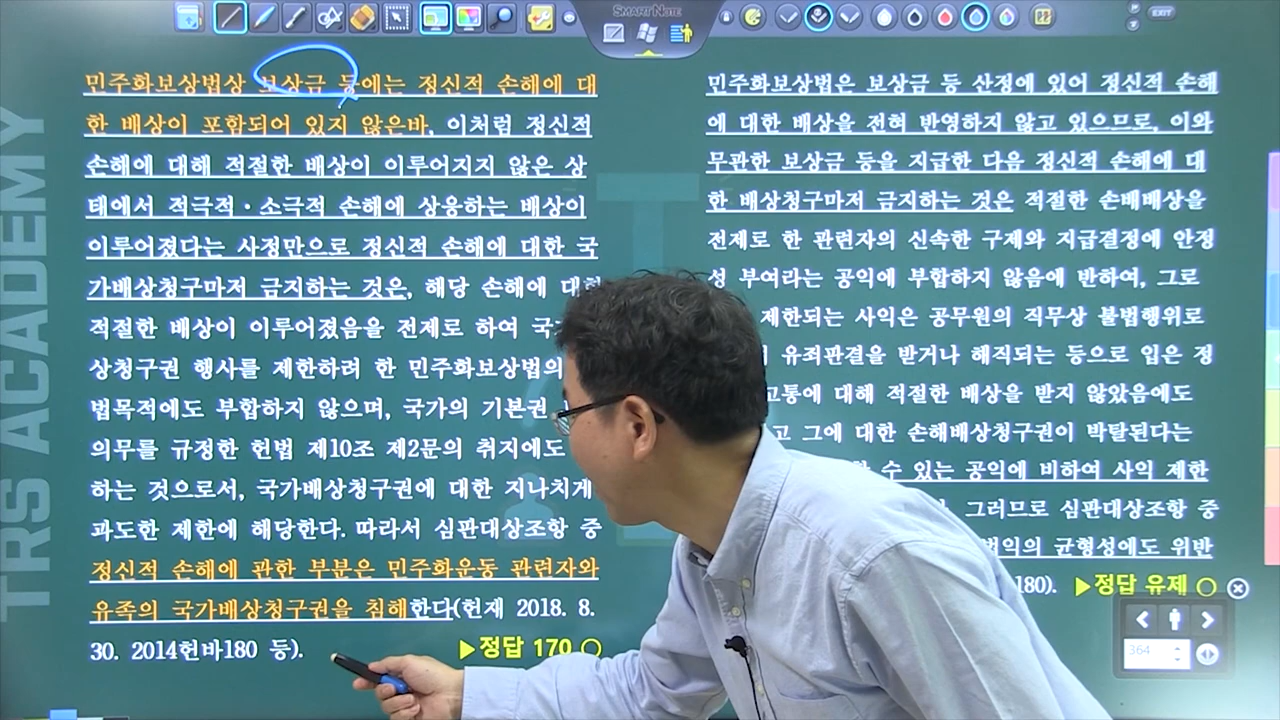 SMART NOTE
EXIT
TRS ACADEMY
민주화보상법상 보상금 등에는 정신적 손해에 대
한 배상이 포함되어 있지 않은바, 이처럼 정신적
손해에 대해 적절한 배상이 이루어지지 않은 상
태에서 적극적·소극적 손해에 상응하는 배상이
이루어졌다는 사정만으로 정신적 손해에 대한 국
가배상청구마저 금지하는 것은, 해당 손해에 대한
적절한 배상이 이루어졌음을 전제로 하여
상청구권 행사를 제한하려 한 민주화보상법의
법목적에도 부합하지 않으며, 국가의 기본권
의무를 규정한 헌법 제10조 제2문의 취지에도
하는 것으로서, 국가배상청구권에 대한 지나치게
과도한 제한에 해당한다. 따라서 심판대상조항 중
정신적 손해에 관한 부분은 민주화운동 관련자와
유족의 국가배상청구권을 침해한다(헌재 2018. 8.
30. 2014헌바180 등).
▶정답 170 ○
민주화보상법은 보상금 등 산정에 있어 정신적 손해
에 대한 배상을 전혀 반영하지 않고 있으므로, 이와
무관한 보상금 등을 지급한 다음 정신적 손해에 대
한 배상청구마저 금지하는 것은 적절한 손배배상을
전제로 한 관련자의 신속한 구제와 지급결정에 안정
성 부여라는 공익에 부합하지 않음에 반하여, 그로
제한되는 사익은 공무원의 직무상 불법행위로
유죄판결을 받거나 해직되는 등으로 입은 정
고통에 대해 적절한 배상을 받지 않았음에도
고 그에 대한 손해배상청구권이 박탈된다는
수 있는 공익에 비하여 사익 제한
그러므로 심판대상조항 중
법익의 균형성에도 위반
180). ▶정답 유제 ○
364